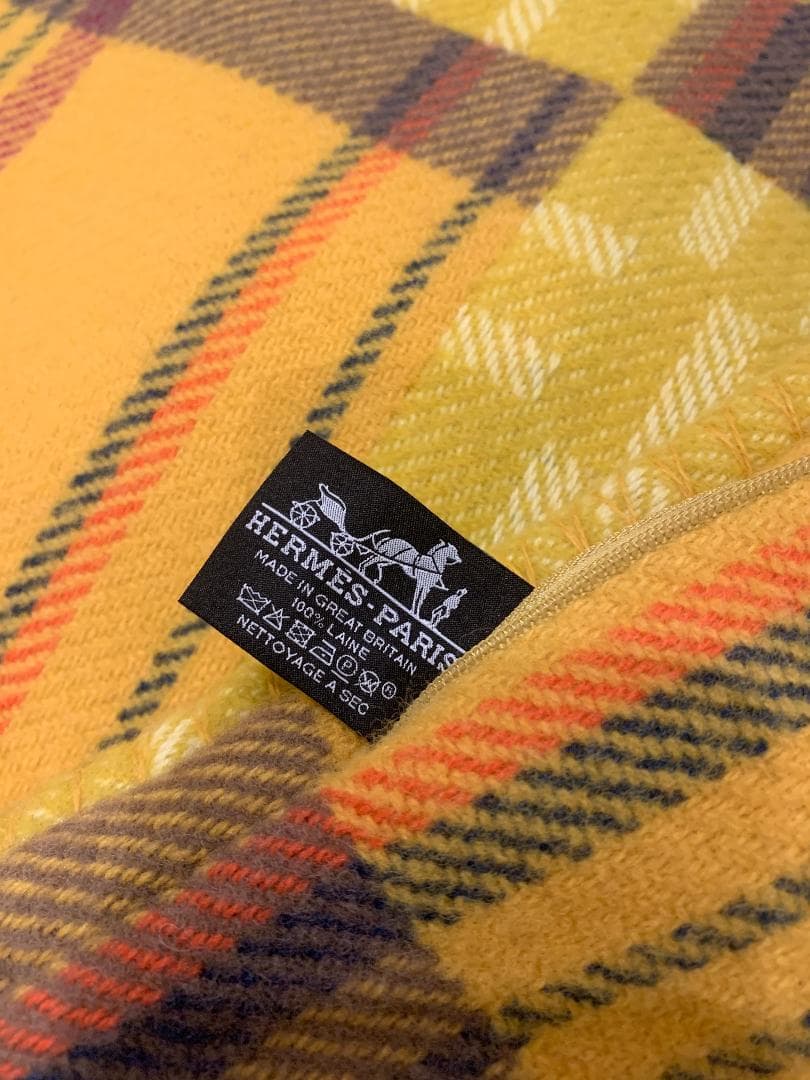 HERMES-PARIS
MADE IN GREAT BRITAIN
100% LAINE
P W ®
NETTOYAGE A SEC